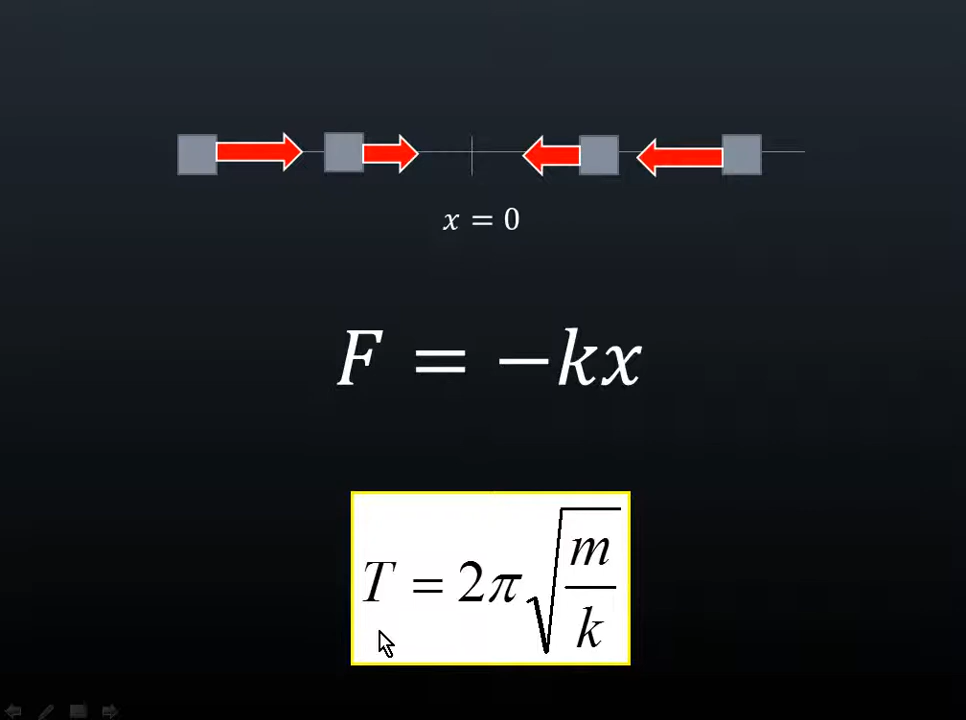 x = 0
F = −kx
T = 2π√(m/k)